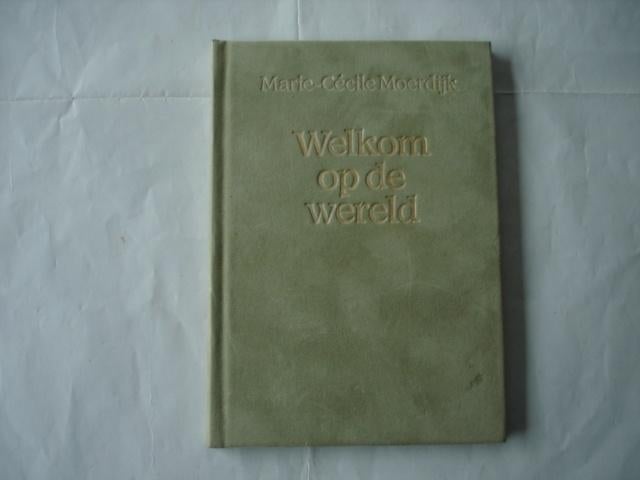 Marie-Cécile Moerdijk
Welkom
op de
wereld